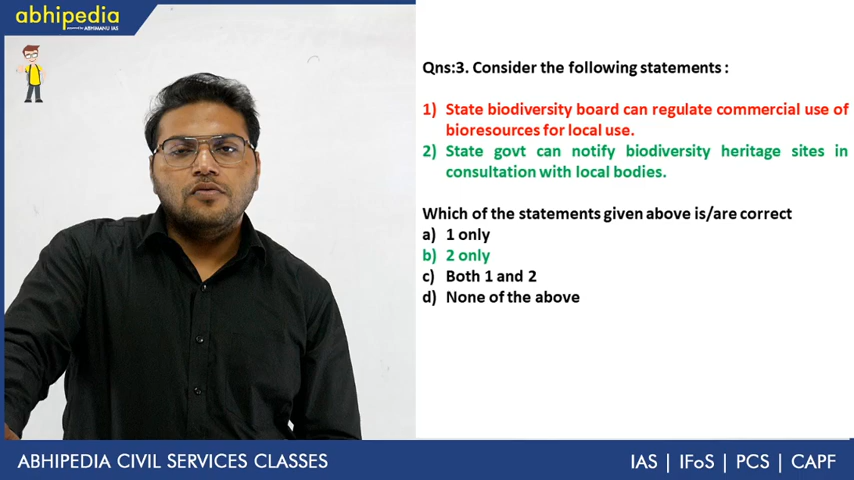 abhipedia
powered by ABHIMANU IAS
Qns:3. Consider the following statements :
1) State biodiversity board can regulate commercial use of
bioresources for local use.
2) State govt can notify biodiversity heritage sites in
consultation with local bodies.
Which of the statements given above is/are correct
a) 1 only
b) 2 only
c) Both 1 and 2
d) None of the above
ABHIPEDIA CIVIL SERVICES CLASSES
IAS | IFoS | PCS | CAPF